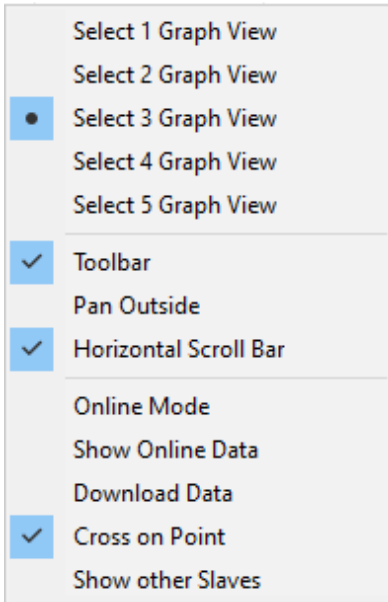 Select 1 Graph View
Select 2 Graph View
Select 3 Graph View
Select 4 Graph View
Select 5 Graph View
Toolbar
Pan Outside
Horizontal Scroll Bar
Online Mode
Show Online Data
Download Data
Cross on Point
Show other Slaves